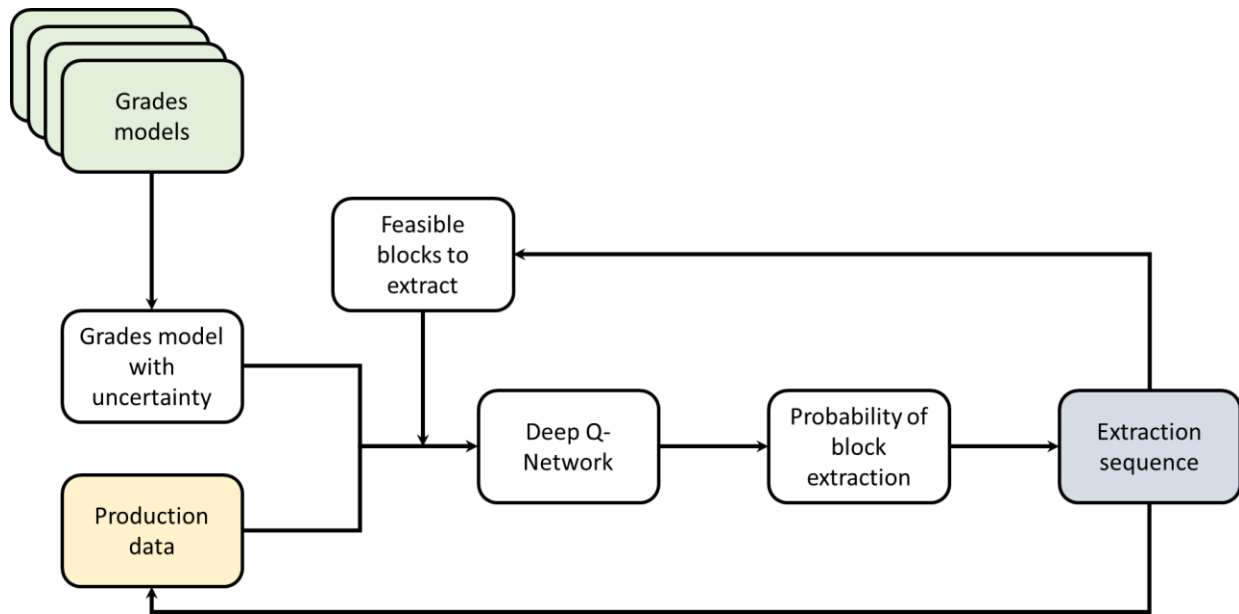 Grades
models
Feasible
blocks to
extract
Grades model
with
uncertainty
Deep Q-
Network
Probability of
block
extraction
Extraction
sequence
Production
data